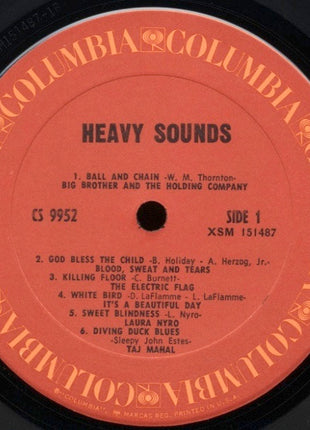 COLUMBIA COLUMBIA
HEAVY SOUNDS
1. BALL AND CHAIN -W. M. Thornton-
BIG BROTHER AND THE HOLDING COMPANY
CS 9952
SIDE 1
XSM 151487
2. GOD BLESS THE CHILD -B. Holiday - A. Herzog, Jr.-
BLOOD, SWEAT AND TEARS
3. KILLING FLOOR -C. Burnett-
THE ELECTRIC FLAG
4. WHITE BIRD -D. LaFlamme - L. LaFlamme-
IT'S A BEAUTIFUL DAY
5. SWEET BLINDNESS -L. Nyro-
LAURA NYRO
6. DIVING DUCK BLUES
-Sleepy John Estes-
TAJ MAHAL
COLUMBIA COLUMBIA
"COLUMBIA", MARCAS REG. PRINTED IN U.S.A.